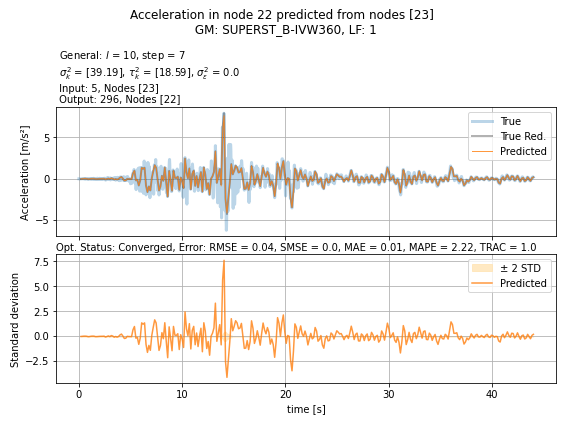 Acceleration in node 22 predicted from nodes [23]
GM: SUPERST_B-IVW360, LF: 1
General: l = 10, step = 7
σ²ₖ = [39.19], τ²ₖ = [18.59], σ²ε = 0.0
Input: 5, Nodes [23]
Output: 296, Nodes [22]
Acceleration [m/s²]
5
0
−5
True
True Red.
Predicted
Opt. Status: Converged, Error: RMSE = 0.04, SMSE = 0.0, MAE = 0.01, MAPE = 2.22, TRAC = 1.0
Standard deviation
7.5
5.0
2.5
0.0
−2.5
± 2 STD
Predicted
0
10
20
30
40
time [s]